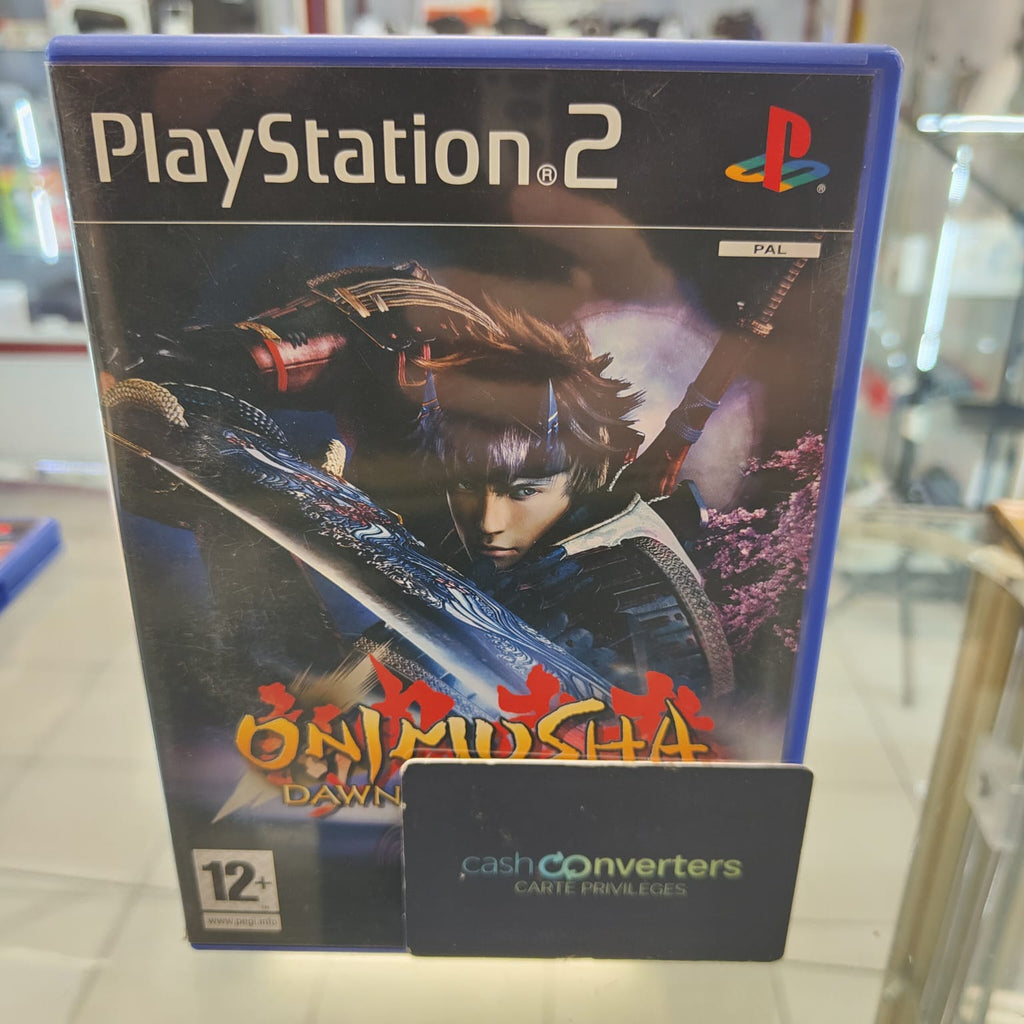 PlayStation®2
PAL
ONIMUSHA
DAWN
12+
www.pegi.info
cash converters
CARTE PRIVILEGES